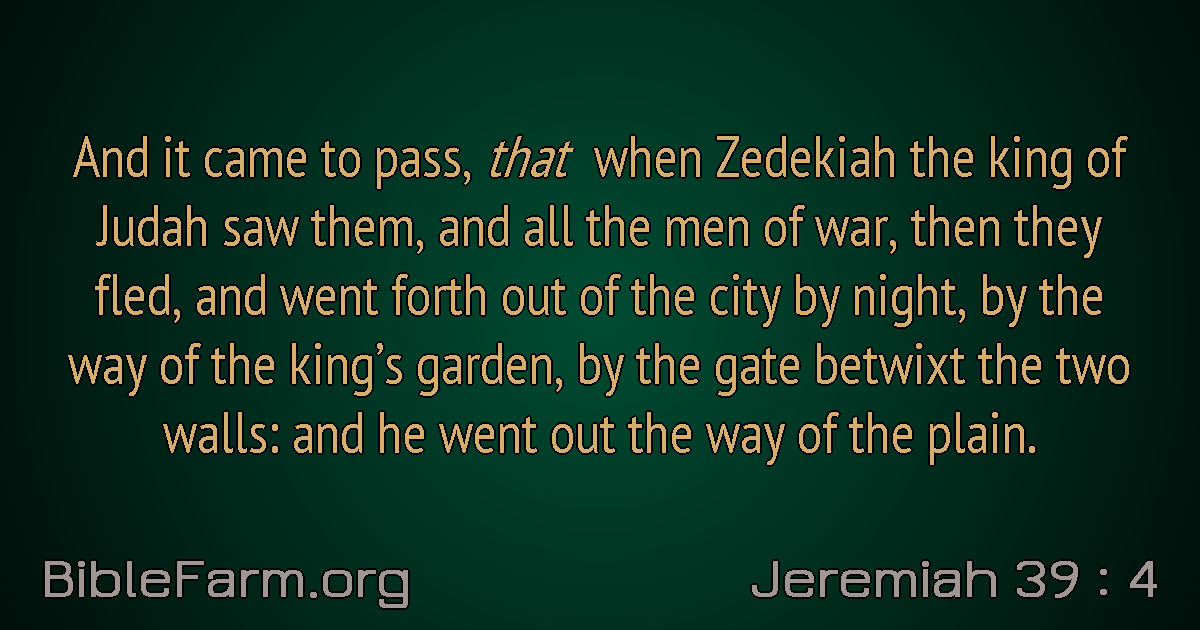 And it came to pass, that when Zedekiah the king of
Judah saw them, and all the men of war, then they
fled, and went forth out of the city by night, by the
way of the king’s garden, by the gate betwixt the two
walls: and he went out the way of the plain.
BibleFarm.org
Jeremiah 39 : 4